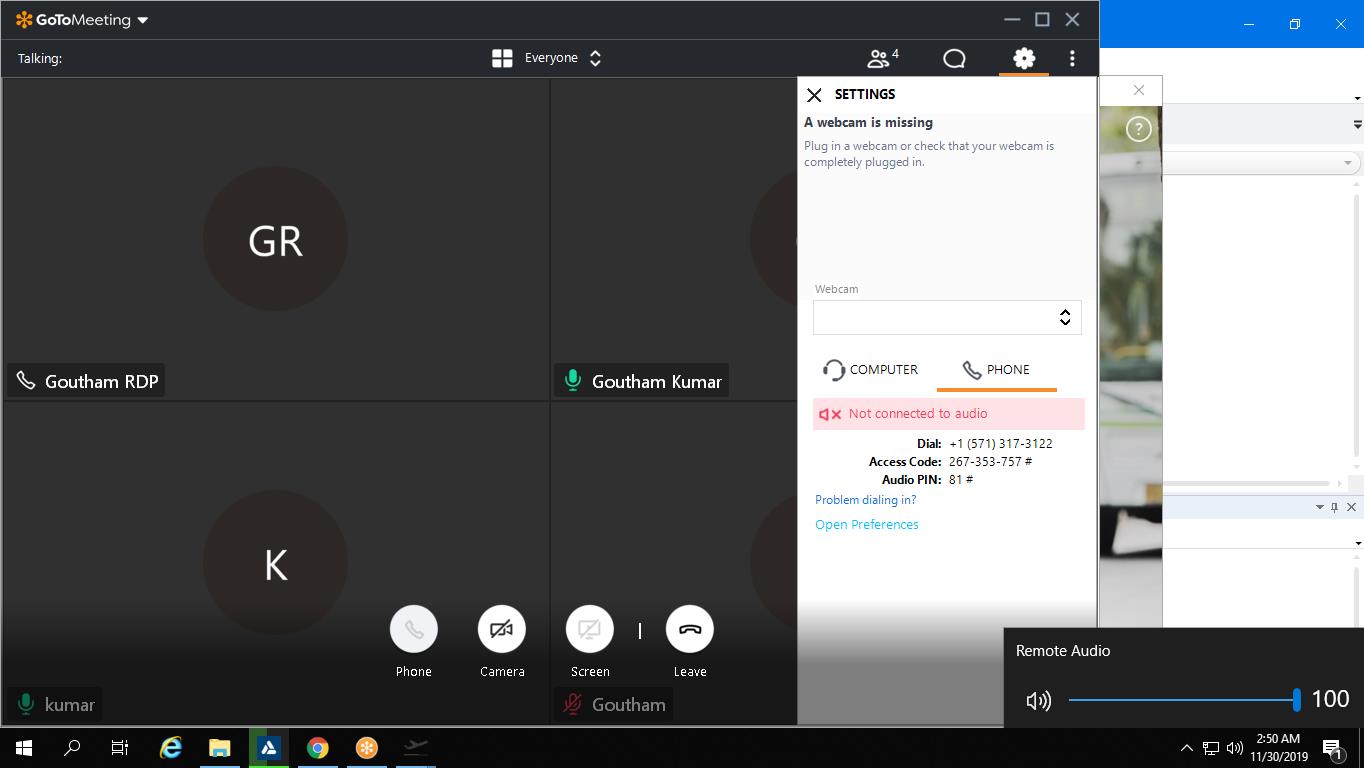 GoToMeeting
Talking:
Everyone
4
SETTINGS
A webcam is missing
Plug in a webcam or check that your webcam is
completely plugged in.
?
GR
Goutham RDP
Goutham Kumar
Webcam
COMPUTER
PHONE
Not connected to audio
Dial: +1 (571) 317-3122
Access Code: 267-353-757 #
Audio PIN: 81 #
Problem dialing in?
Open Preferences
K
Phone
Camera
Screen
Leave
kumar
Goutham
Remote Audio
100
2:50 AM
11/30/2019
1